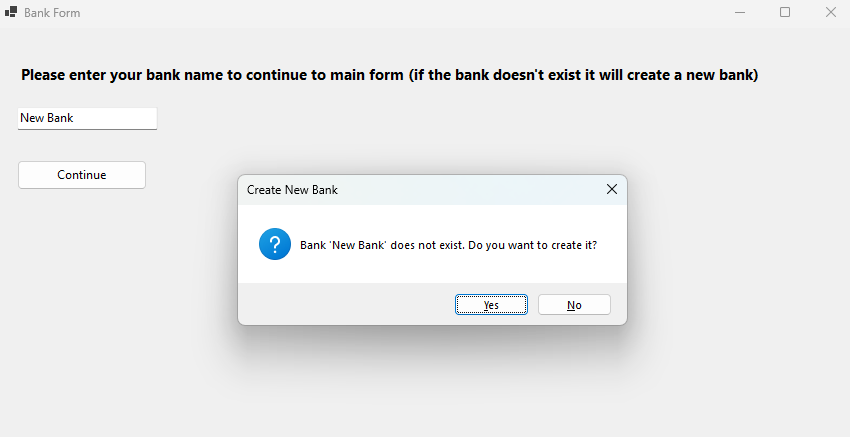 Bank Form
Please enter your bank name to continue to main form (if the bank doesn't exist it will create a new bank)
New Bank
Continue
Create New Bank
Bank 'New Bank' does not exist. Do you want to create it?
Yes
No